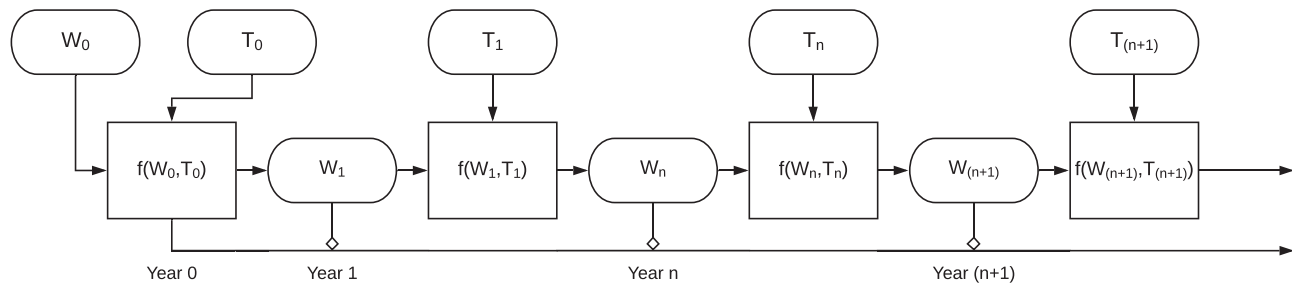 W₀
T₀
T₁
Tₙ
T₍ₙ₊₁₎
f(W₀,T₀)
W₁
f(W₁,T₁)
Wₙ
f(Wₙ,Tₙ)
W₍ₙ₊₁₎
f(W₍ₙ₊₁₎,T₍ₙ₊₁₎)
Year 0
Year 1
Year n
Year (n+1)